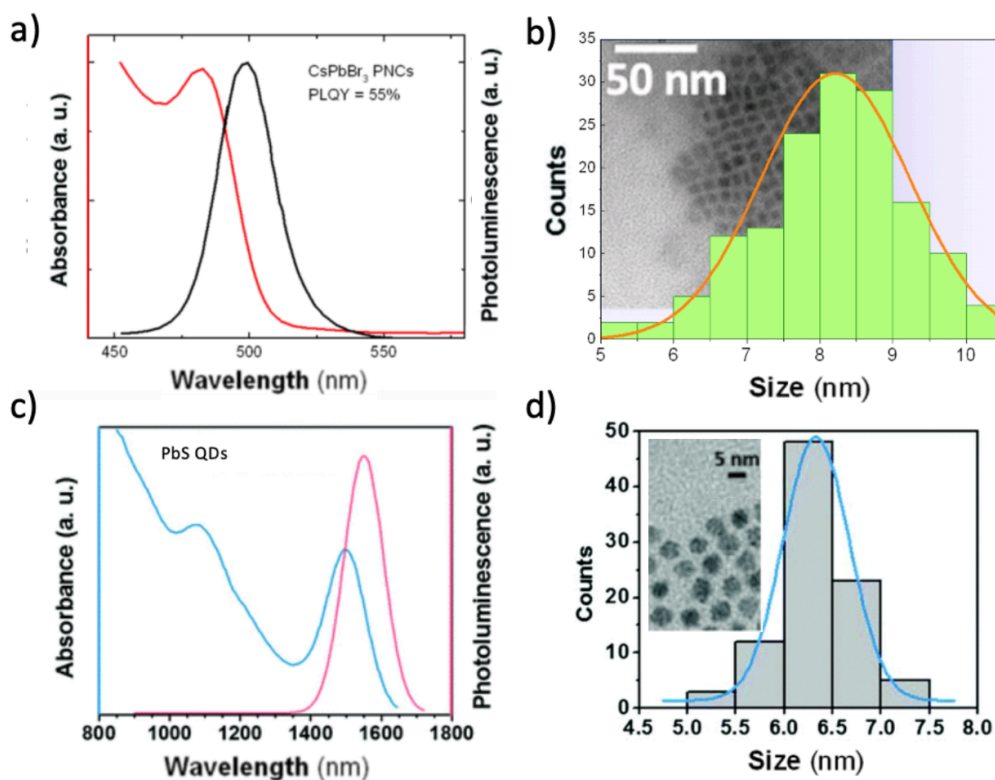 a)
Absorbance (a. u.)
CsPbBr3 PNCs
PLQY = 55%
Photoluminescence (a. u.)
450
500
550
Wavelength (nm)
b)
50 nm
Counts
35
30
25
20
15
10
5
0
5
6
7
8
9
10
Size (nm)
c)
Absorbance (a. u.)
PbS QDs
Photoluminescence (a. u.)
800
1000
1200
1400
1600
1800
Wavelength (nm)
d)
5 nm
Counts
50
40
30
20
10
0
4.5
5.0
5.5
6.0
6.5
7.0
7.5
8.0
Size (nm)